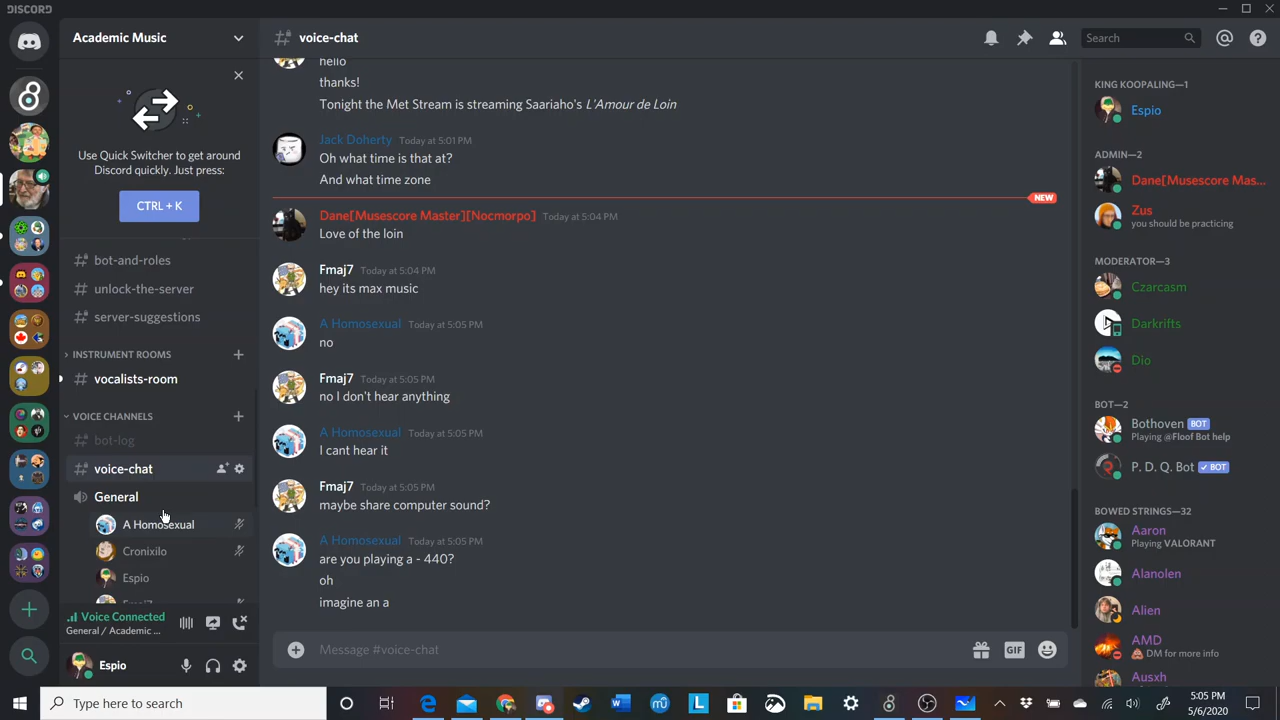 DISCORD
Academic Music
Use Quick Switcher to get around
Discord quickly. Just press:
CTRL + K
bot-and-roles
unlock-the-server
server-suggestions
INSTRUMENT ROOMS
vocalists-room
VOICE CHANNELS
bot-log
voice-chat
General
A Homosexual
Cronixilo
Espio
Fmaj7
Voice Connected
General / Academic ...
Espio
voice-chat
Search
hello
thanks!
Tonight the Met Stream is streaming Saariaho's L'Amour de Loin
Jack Doherty Today at 5:01 PM
Oh what time is that at?
And what time zone
NEW
Dane[Musescore Master][Nocmorpo] Today at 5:04 PM
Love of the loin
Fmaj7 Today at 5:04 PM
hey its max music
A Homosexual Today at 5:05 PM
no
Fmaj7 Today at 5:05 PM
no I don't hear anything
A Homosexual Today at 5:05 PM
I cant hear it
Fmaj7 Today at 5:05 PM
maybe share computer sound?
A Homosexual Today at 5:05 PM
are you playing a - 440?
oh
imagine an a
Message #voice-chat
GIF
KING KOOPALING—1
Espio
ADMIN—2
Dane[Musescore Mas...
Zus
you should be practicing
MODERATOR—3
Czarcasm
Darkrifts
Dio
BOT—2
Bothoven BOT
Playing @Floof Bot help
P. D. Q. Bot ✓ BOT
BOWED STRINGS—32
Aaron
Playing VALORANT
Alanolen
Alien
AMD
💩 DM for more info
Ausxh
Type here to search
5:05 PM
5/6/2020